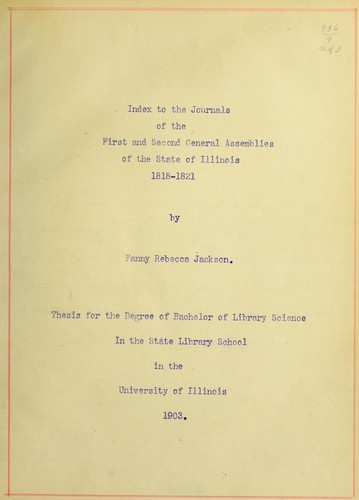 Index to the Journals
of the
First and Second General Assemblies
of the State of Illinois
1818-1821
by
Fanny Rebecca Jackson.
Thesis for the Degree of Bachelor of Library Science
In the State Library School
in the
University of Illinois
1903.